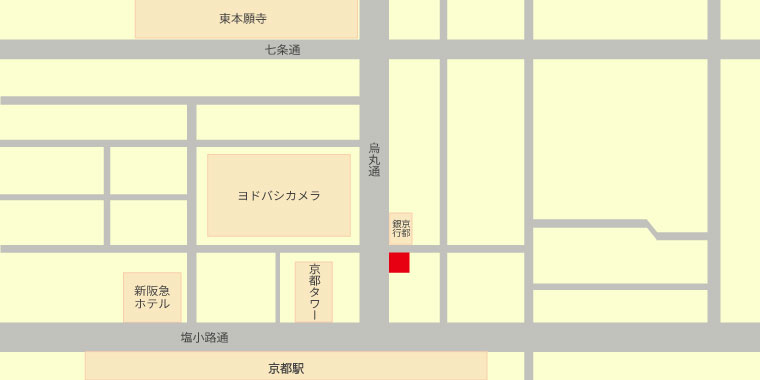 東本願寺
七条通
烏丸通
ヨドバシカメラ
京都
銀行
新阪急
ホテル
京都タワー
塩小路通
京都駅